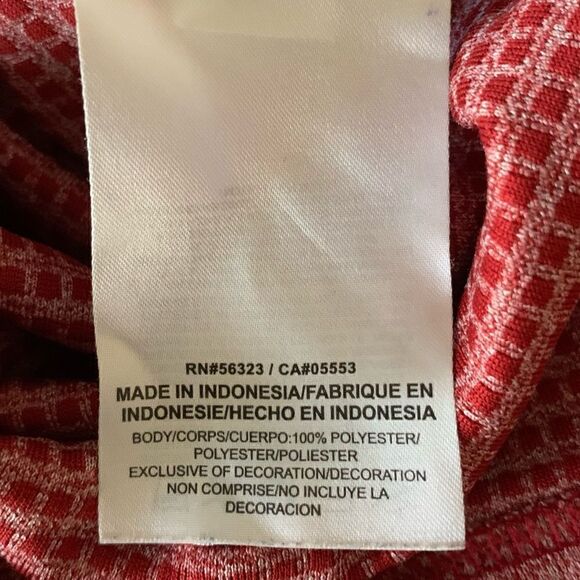 RN#56323 / CA#05553
MADE IN INDONESIA/FABRIQUE EN
INDONESIE/HECHO EN INDONESIA
BODY/CORPS/CUERPO:100% POLYESTER/
POLYESTER/POLIESTER
EXCLUSIVE OF DECORATION/DECORATION
NON COMPRISE/NO INCLUYE LA
DECORACION